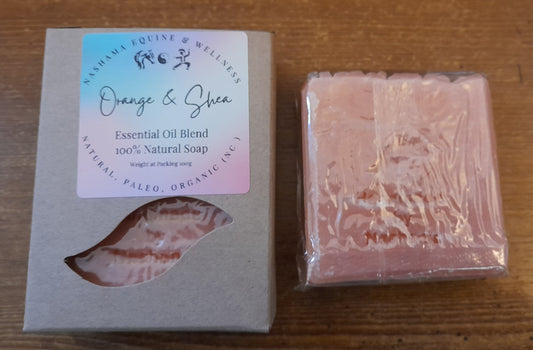 NASHAMA EQUINE & WELLNESS
Orange & Shea
Essential Oil Blend
100% Natural Soap
Weight at Packing 100g
NATURAL, PALEO, ORGANIC INC )